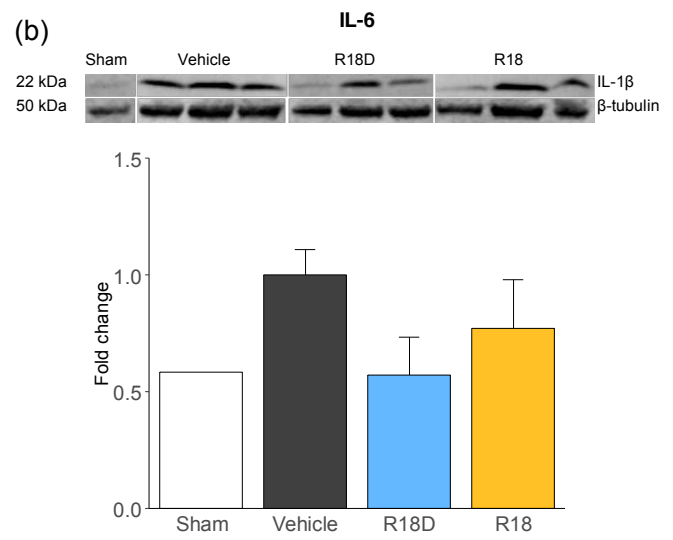 (b)
IL-6
Sham Vehicle R18D R18
22 kDa IL-1β
50 kDa β-tubulin
1.5
1.0
0.5
0.0
Fold change
Sham Vehicle R18D R18